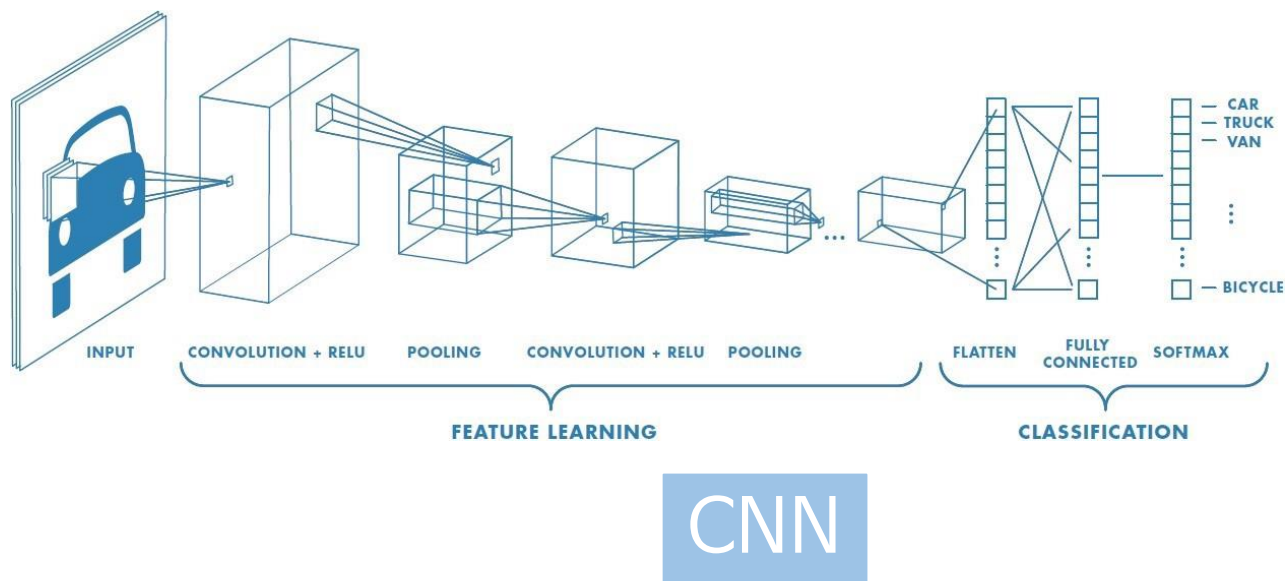 CAR
TRUCK
VAN
BICYCLE
INPUT
CONVOLUTION + RELU
POOLING
CONVOLUTION + RELU
POOLING
FLATTEN
FULLY
CONNECTED
SOFTMAX
FEATURE LEARNING
CLASSIFICATION
CNN